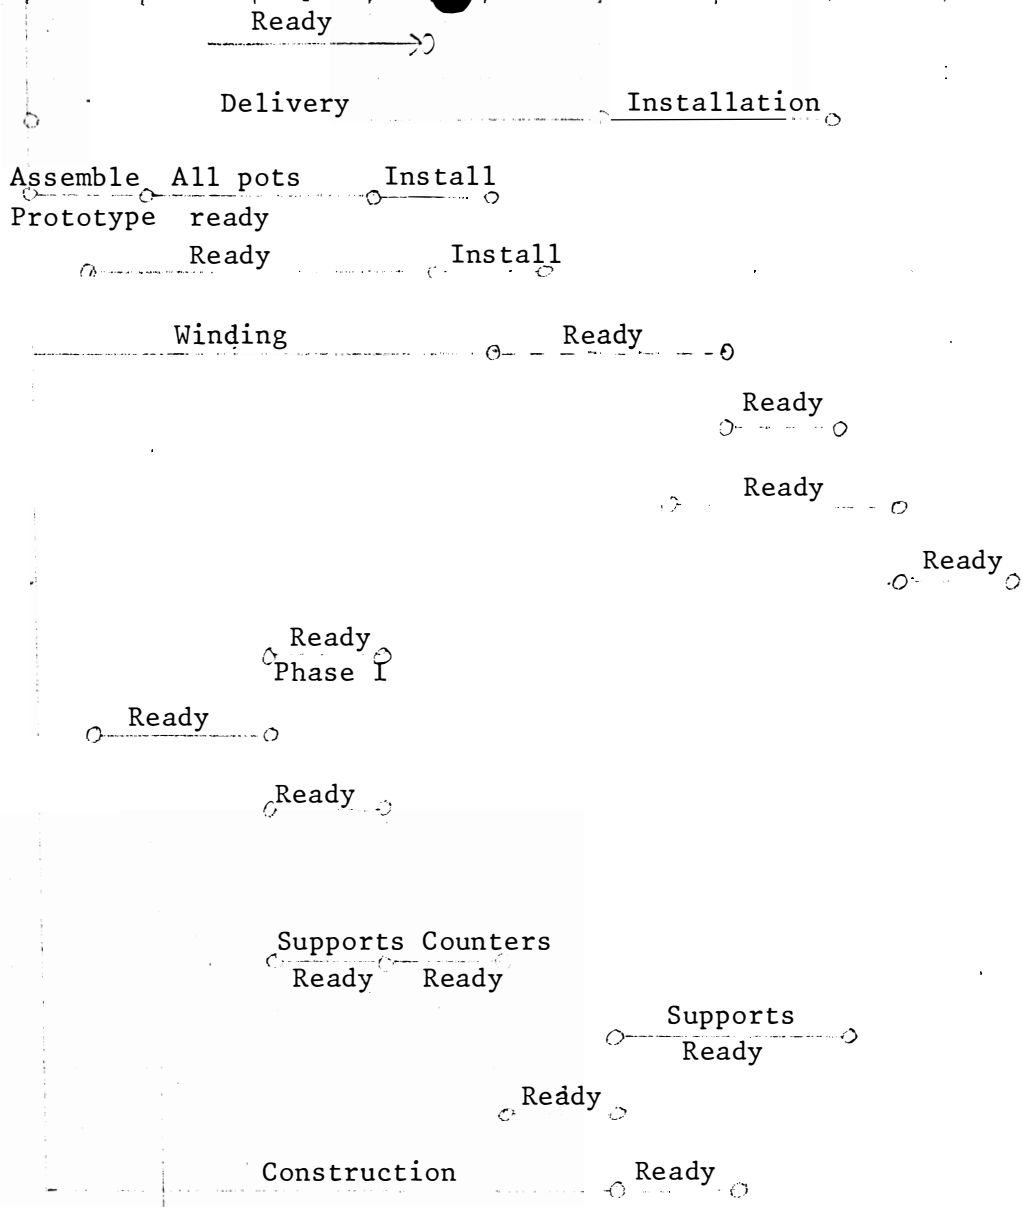 Ready
Delivery Installation
Assemble All pots Install
Prototype ready
Ready Install
Winding Ready
Ready
Ready
Ready
Ready
Phase I
Ready
Ready
Supports Counters
Ready Ready
Supports
Ready
Ready
Construction Ready